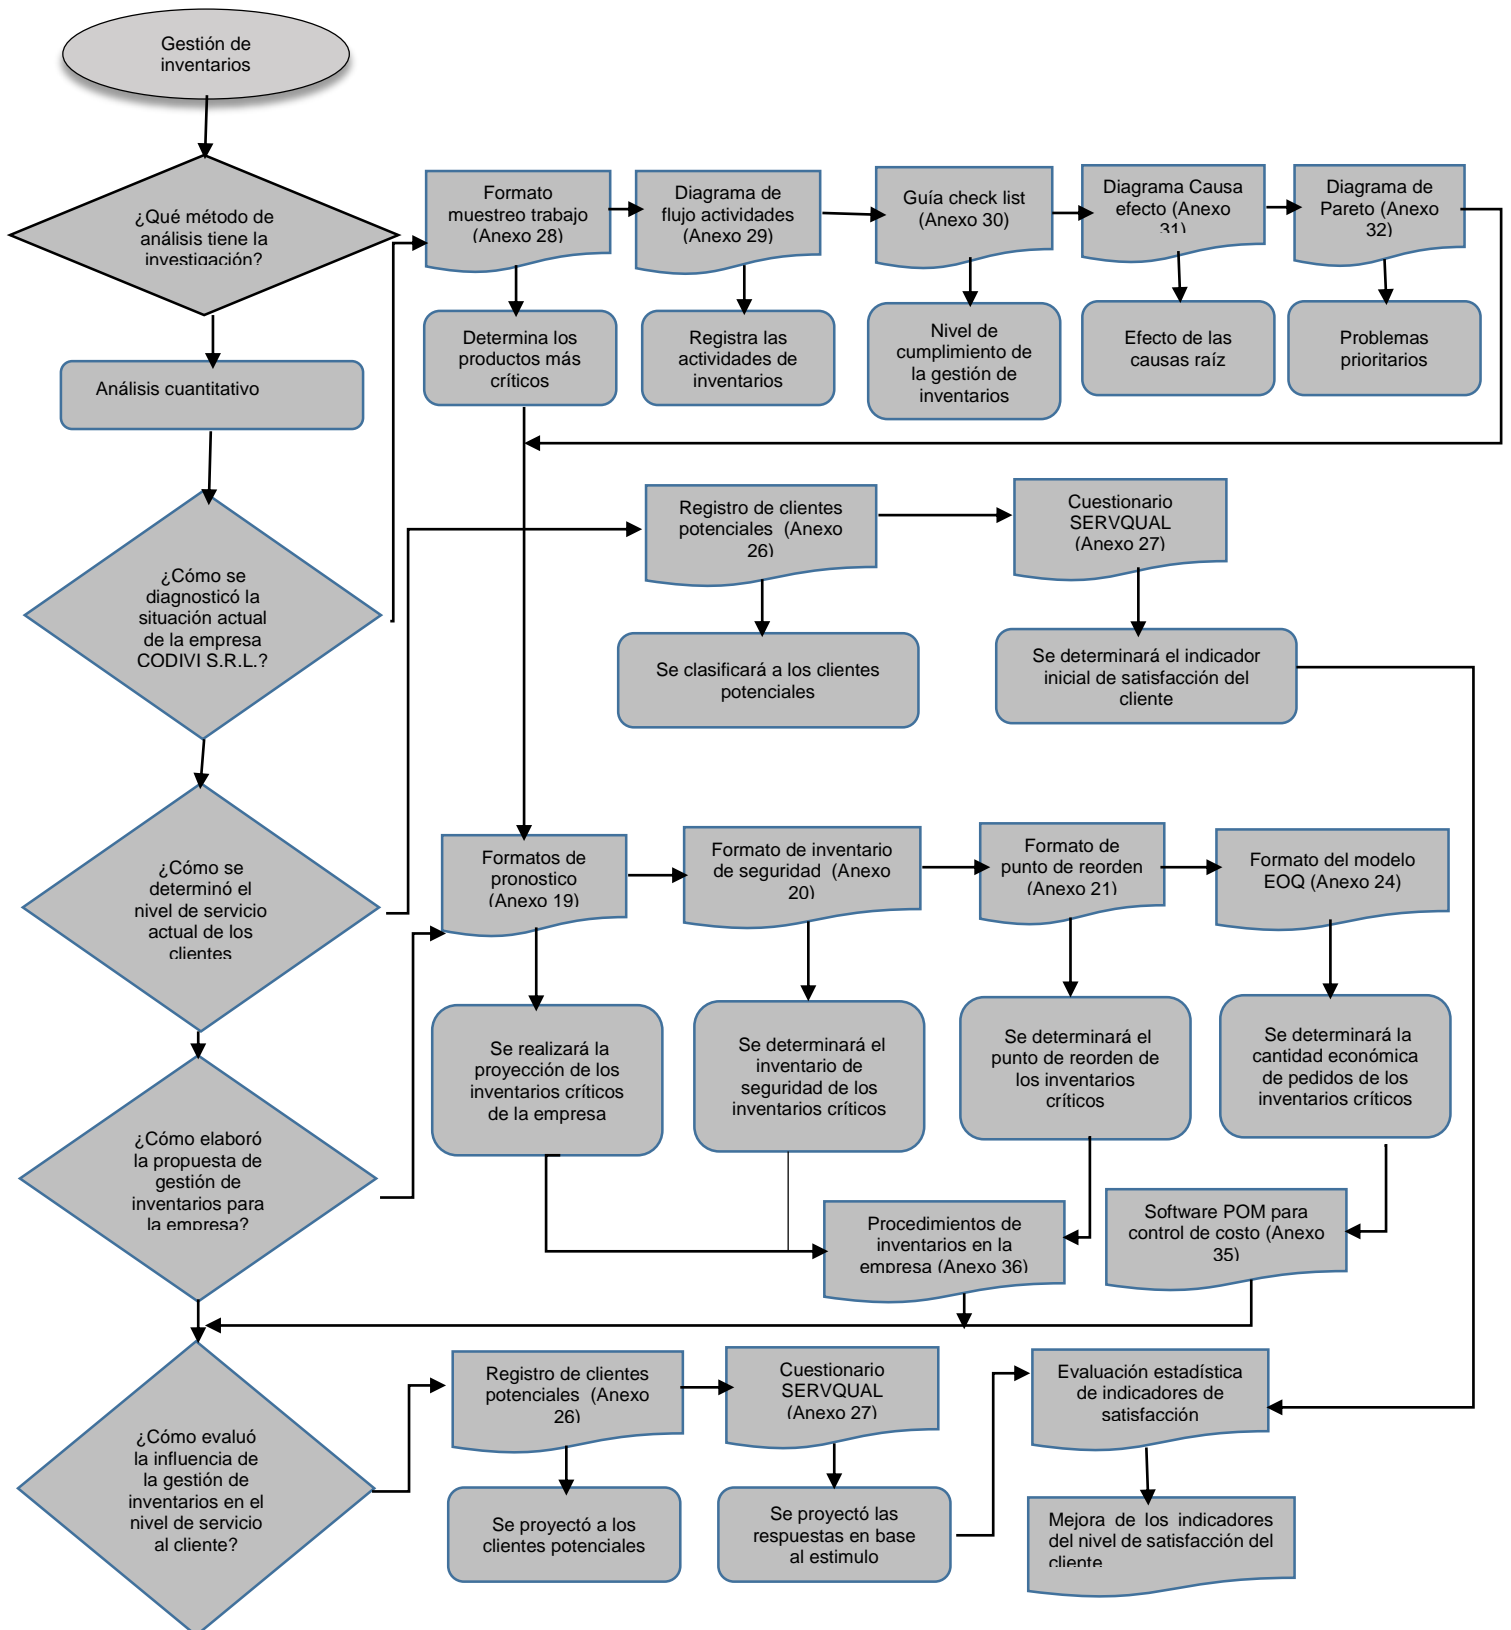 Gestión de
inventarios
¿Qué método de
análisis tiene la
investigación?
Análisis cuantitativo
Formato
muestreo trabajo
(Anexo 28)
Diagrama de
flujo actividades
(Anexo 29)
Guía check list
(Anexo 30)
Diagrama Causa
efecto (Anexo
31)
Diagrama de
Pareto (Anexo
32)
Determina los
productos más
críticos
Registra las
actividades de
inventarios
Nivel de
cumplimiento de
la gestión de
inventarios
Efecto de las
causas raíz
Problemas
prioritarios
¿Cómo se
diagnosticó la
situación actual
de la empresa
CODIVI S.R.L.?
Registro de clientes
potenciales (Anexo
26)
Cuestionario
SERVQUAL
(Anexo 27)
Se clasificará a los clientes
potenciales
Se determinará el indicador
inicial de satisfacción del
cliente
¿Cómo se
determinó el
nivel de servicio
actual de los
clientes
Formatos de
pronostico
(Anexo 19)
Formato de inventario
de seguridad (Anexo
20)
Formato de
punto de reorden
(Anexo 21)
Formato del modelo
EOQ (Anexo 24)
Se realizará la
proyección de los
inventarios críticos
de la empresa
Se determinará el
inventario de
seguridad de los
inventarios críticos
Se determinará el
punto de reorden de
los inventarios
críticos
Se determinará la
cantidad económica
de pedidos de los
inventarios críticos
¿Cómo elaboró
la propuesta de
gestión de
inventarios para
la empresa?
Procedimientos de
inventarios en la
empresa (Anexo 36)
Software POM para
control de costo (Anexo
35)
¿Cómo evaluó
la influencia de
la gestión de
inventarios en el
nivel de servicio
al cliente?
Registro de clientes
potenciales (Anexo
26)
Cuestionario
SERVQUAL
(Anexo 27)
Evaluación estadística
de indicadores de
satisfacción
Se proyectó a los
clientes potenciales
Se proyectó las
respuestas en base
al estimulo
Mejora de los indicadores
del nivel de satisfacción del
cliente